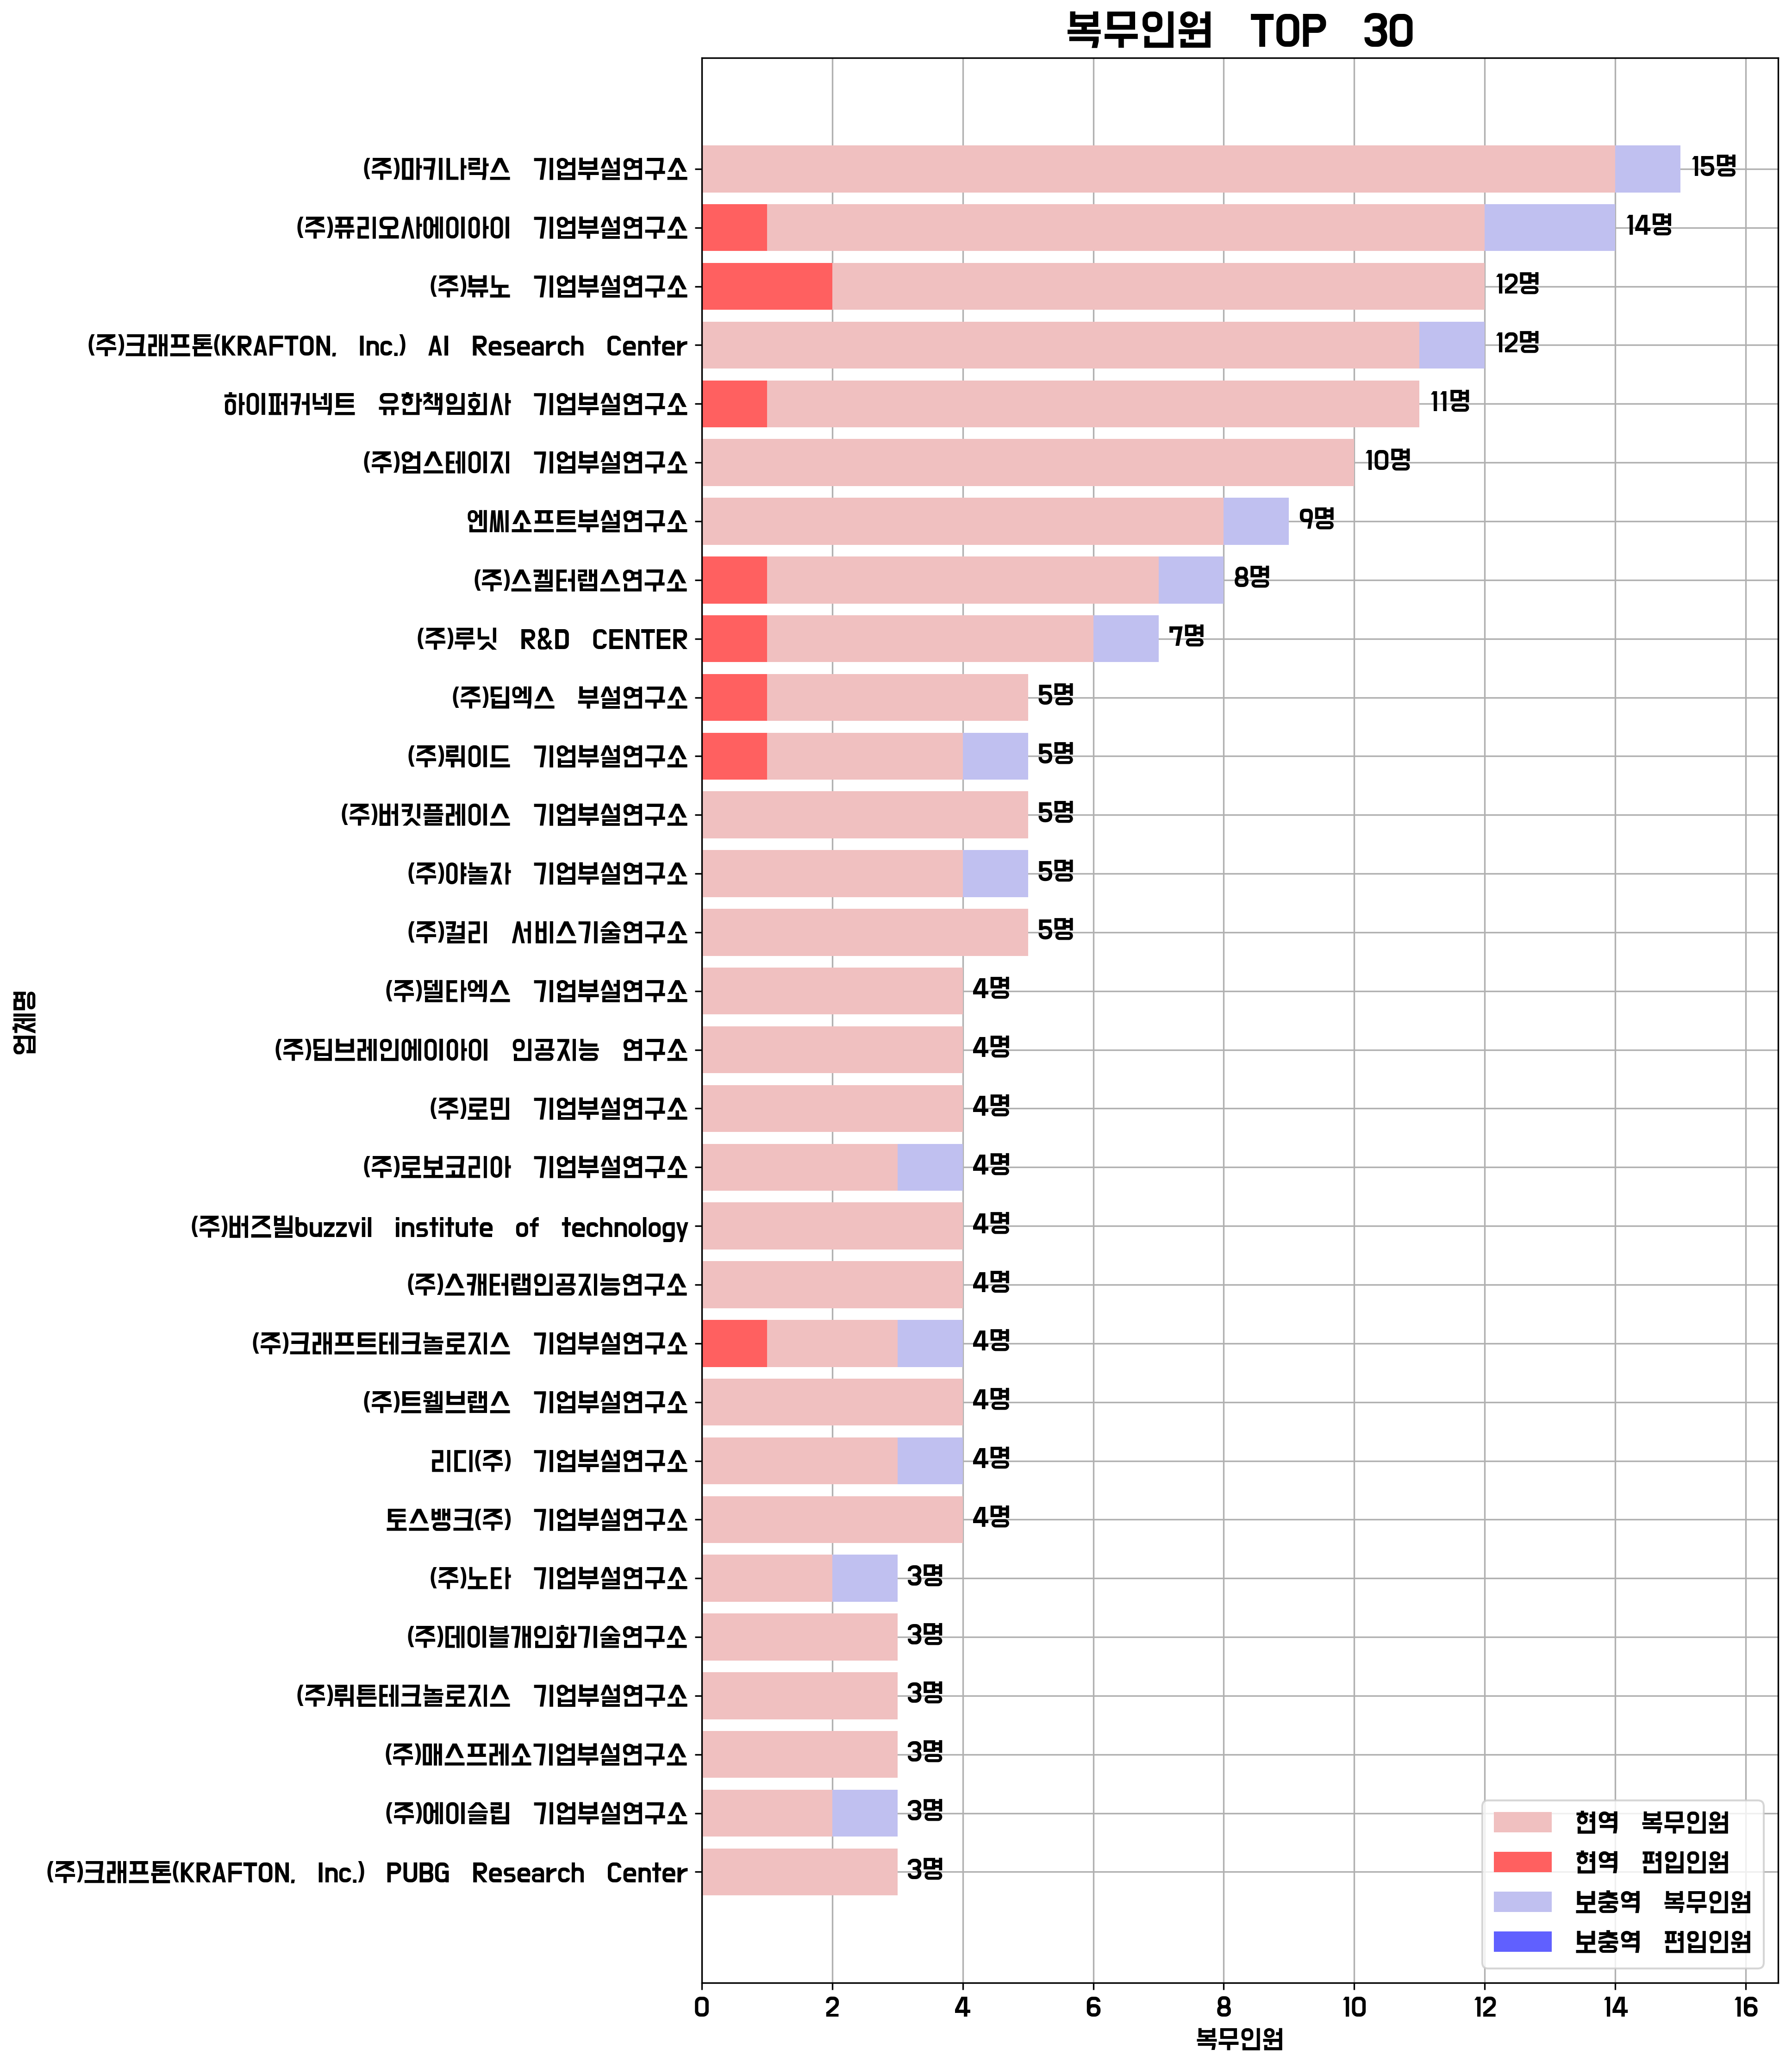 복무인원 TOP 30
(주)마키나락스 기업부설연구소 15명
(주)퓨리오사에이아이 기업부설연구소 14명
(주)뷰노 기업부설연구소 12명
(주)크래프톤(KRAFTON, Inc.) AI Research Center 12명
하이퍼커넥트 유한책임회사 기업부설연구소 11명
(주)업스테이지 기업부설연구소 10명
엔씨소프트부설연구소 9명
(주)스켈터랩스연구소 8명
(주)루닛 R&D CENTER 7명
(주)딥엑스 부설연구소 5명
(주)뤼이드 기업부설연구소 5명
(주)버킷플레이스 기업부설연구소 5명
(주)야놀자 기업부설연구소 5명
(주)컬리 서비스기술연구소 5명
(주)델타엑스 기업부설연구소 4명
(주)딥브레인에이아이 인공지능 연구소 4명
(주)로민 기업부설연구소 4명
(주)로보코리아 기업부설연구소 4명
(주)버즈빌buzzvil institute of technology 4명
(주)스캐터랩인공지능연구소 4명
(주)크래프트테크놀로지스 기업부설연구소 4명
(주)트웰브랩스 기업부설연구소 4명
리디(주) 기업부설연구소 4명
토스뱅크(주) 기업부설연구소 4명
(주)노타 기업부설연구소 3명
(주)데이블개인화기술연구소 3명
(주)뤼튼테크놀로지스 기업부설연구소 3명
(주)매스프레소기업부설연구소 3명
(주)에이슬립 기업부설연구소 3명
(주)크래프톤(KRAFTON, Inc.) PUBG Research Center 3명
업체명
현역 복무인원
현역 편입인원
보충역 복무인원
보충역 편입인원
0 2 4 6 8 10 12 14 16
복무인원